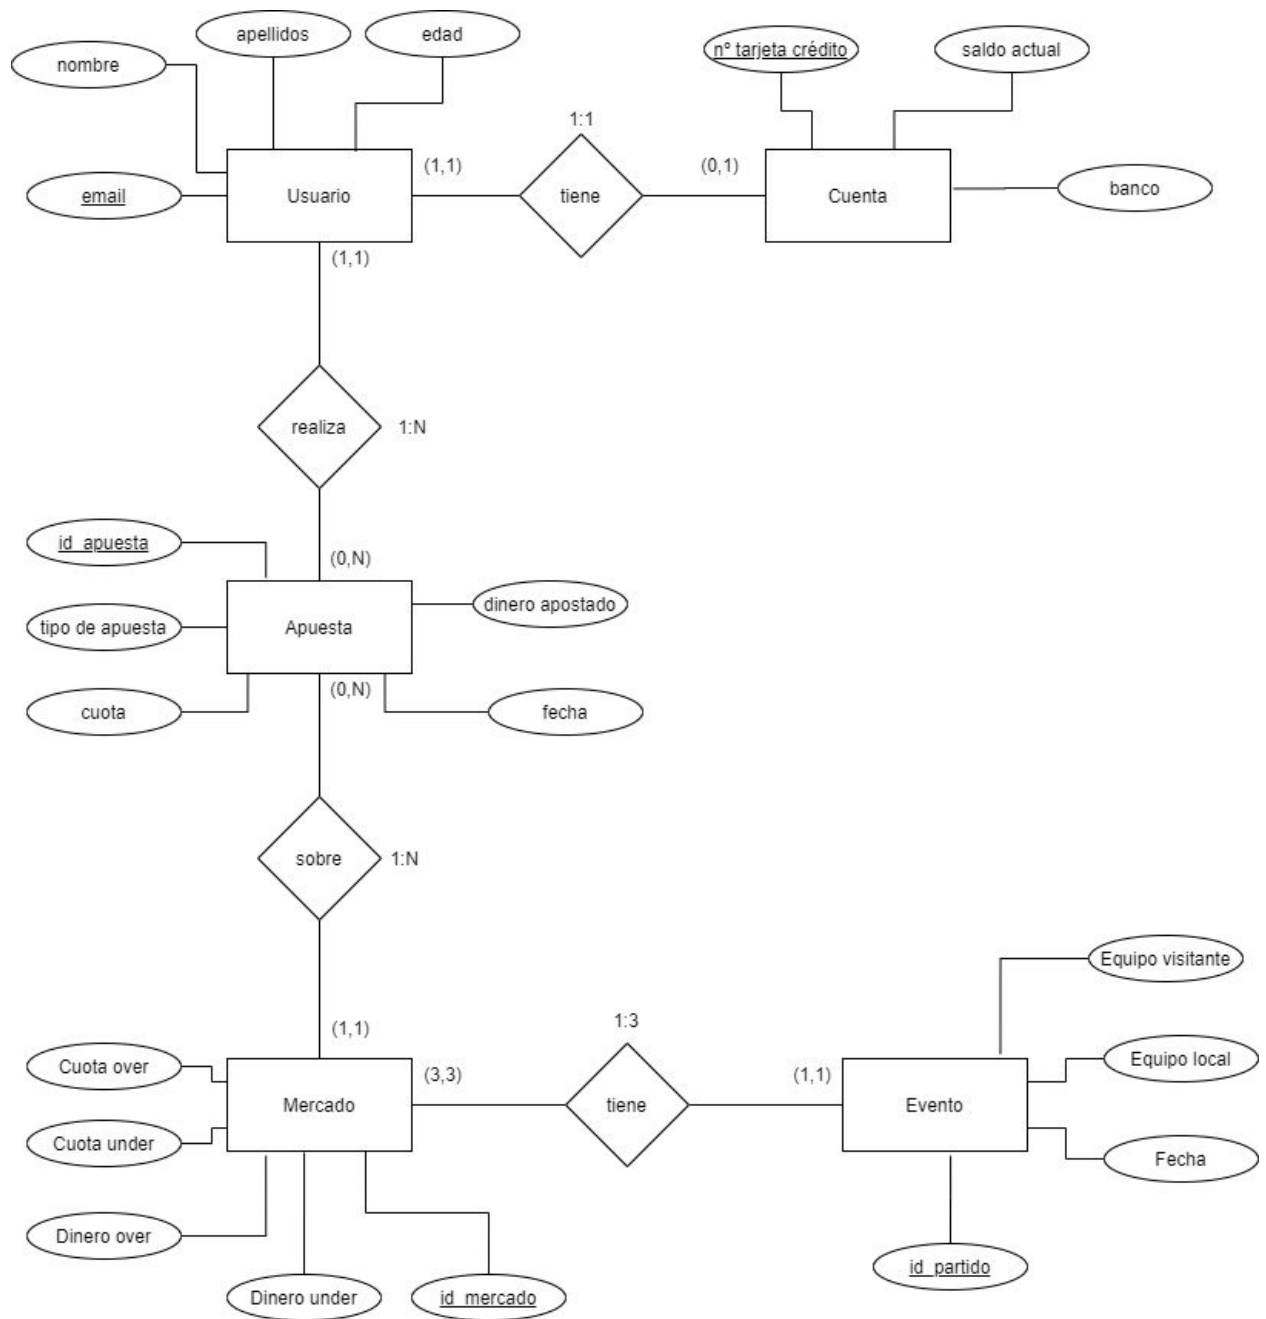 apellidos
edad
nombre
nº tarjeta crédito
saldo actual
1:1
(1,1)
(0,1)
email
Usuario
tiene
Cuenta
banco
(1,1)
realiza
1:N
id_apuesta
(0,N)
dinero apostado
tipo de apuesta
Apuesta
(0,N)
cuota
fecha
sobre
1:N
Equipo visitante
1:3
(1,1)
Cuota over
(3,3)
(1,1)
Equipo local
Mercado
tiene
Evento
Cuota under
Fecha
Dinero over
id_partido
Dinero under
id_mercado